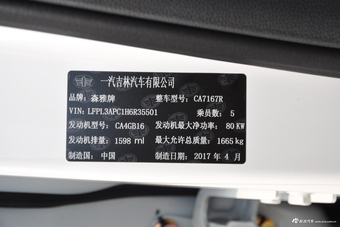 一汽吉林汽车有限公司
品牌：森雅牌 整车型号：CA7167R
VIN：LFPL3APC1H6R35501 乘员数：5
发动机型号：CA4GB16 发动机最大净功率：80 KW
发动机排量：1598 ml 最大允许总质量：1665 kg
制造国：中国 制造日期：2017 年 4 月